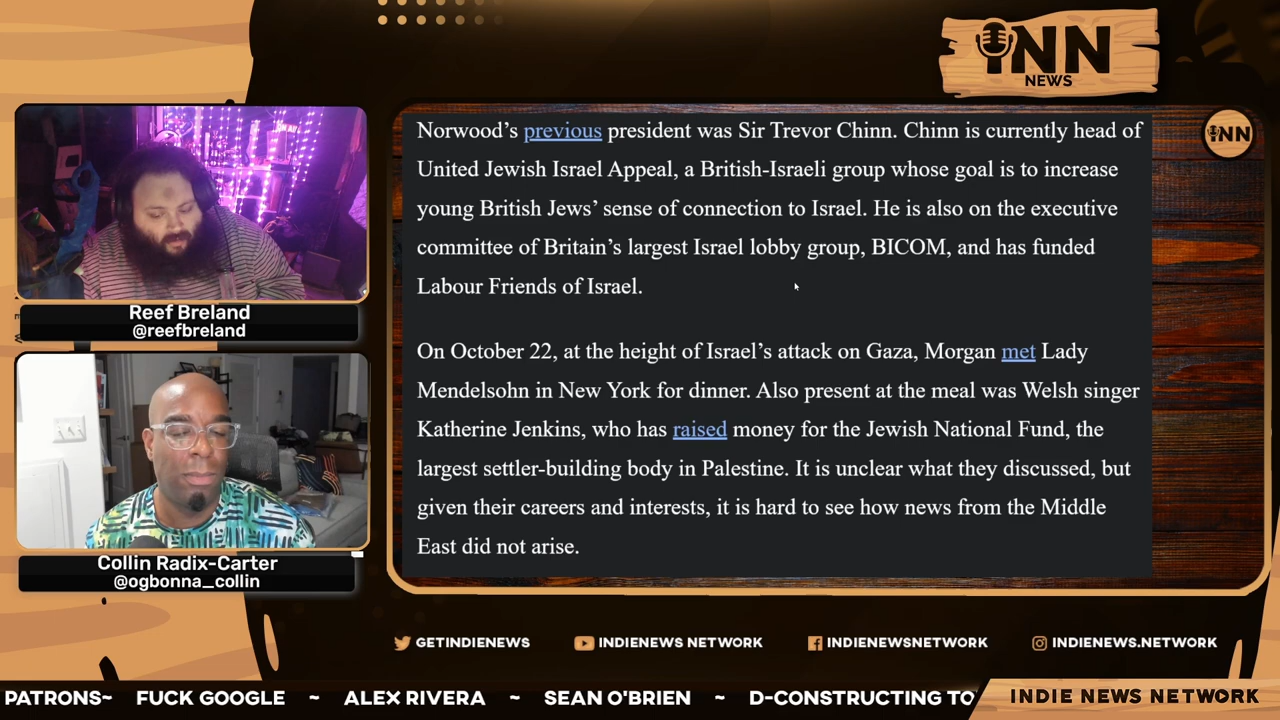 iNN
NEWS
Norwood’s previous president was Sir Trevor Chinn. Chinn is currently head of
United Jewish Israel Appeal, a British-Israeli group whose goal is to increase
young British Jews’ sense of connection to Israel. He is also on the executive
committee of Britain’s largest Israel lobby group, BICOM, and has funded
Labour Friends of Israel.
On October 22, at the height of Israel’s attack on Gaza, Morgan met Lady
Mendelsohn in New York for dinner. Also present at the meal was Welsh singer
Katherine Jenkins, who has raised money for the Jewish National Fund, the
largest settler-building body in Palestine. It is unclear what they discussed, but
given their careers and interests, it is hard to see how news from the Middle
East did not arise.
iNN
Reef Breland
@reefbreland
Collin Radix-Carter
@ogbonna_collin
GETINDIENEWS
INDIENEWS NETWORK
INDIENEWSNETWORK
INDIENEWS.NETWORK
PATRONS~ FUCK GOOGLE ~ ALEX RIVERA ~ SEAN O'BRIEN ~ D-CONSTRUCTING TO
INDIE NEWS NETWORK